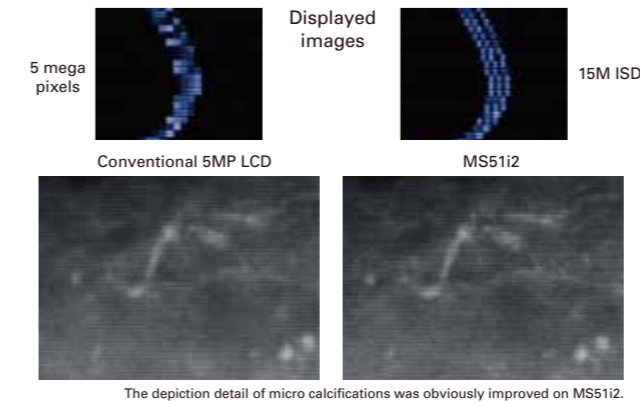 Displayed
images
5 mega
pixels
15M ISD
Conventional 5MP LCD
MS51i2
The depiction detail of micro calcifications was obviously improved on MS51i2.